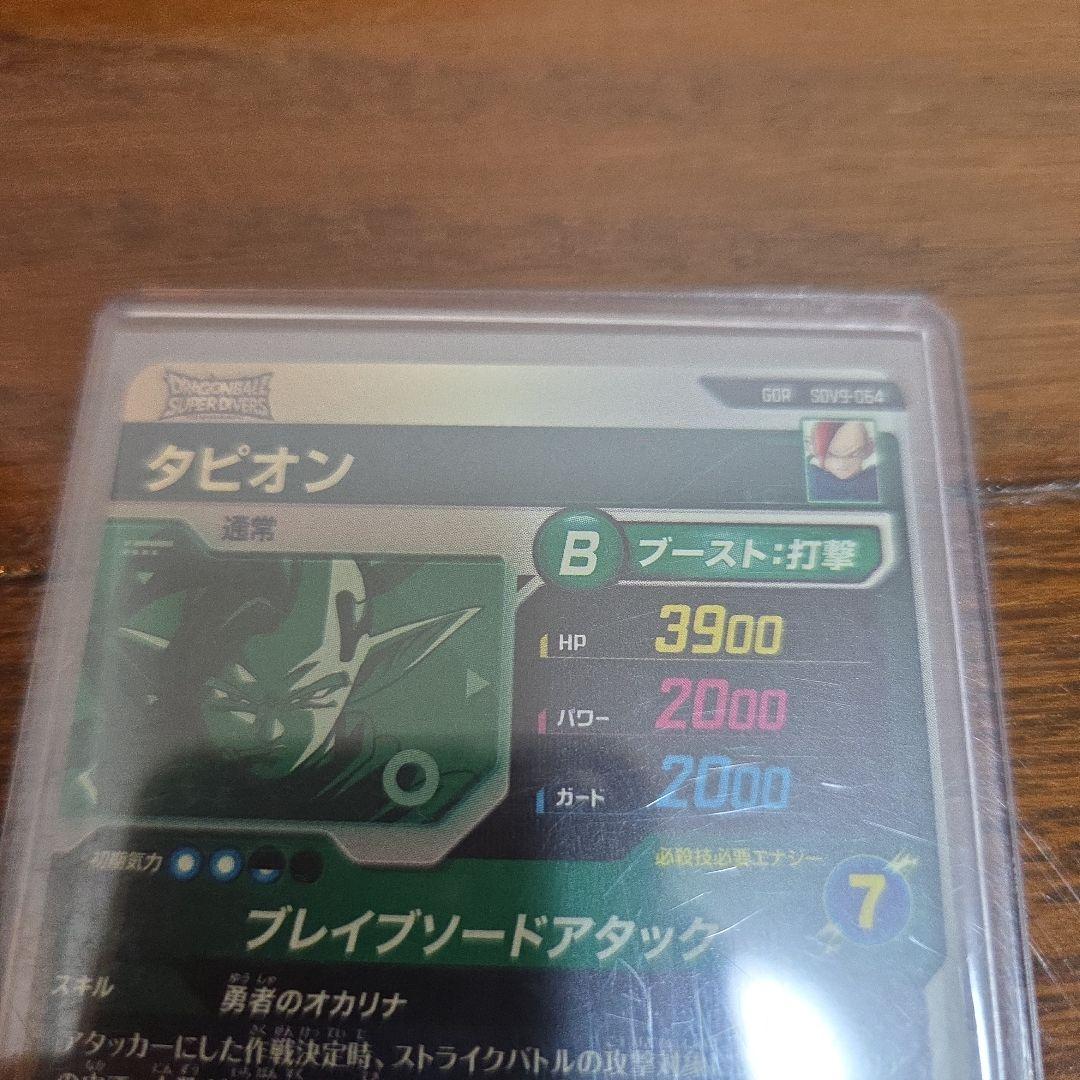 DRAGONBALL
SUPER DIVERS
GDR SDV9-064
タピオン
通常
B ブースト:打撃
HP 3900
パワー 2000
ガード 2000
初期気力
必殺技必要エナジー 7
ブレイブソードアタック
スキル 勇者のオカリナ
アタッカーにした作戦決定時、ストライクバトルの攻撃対象